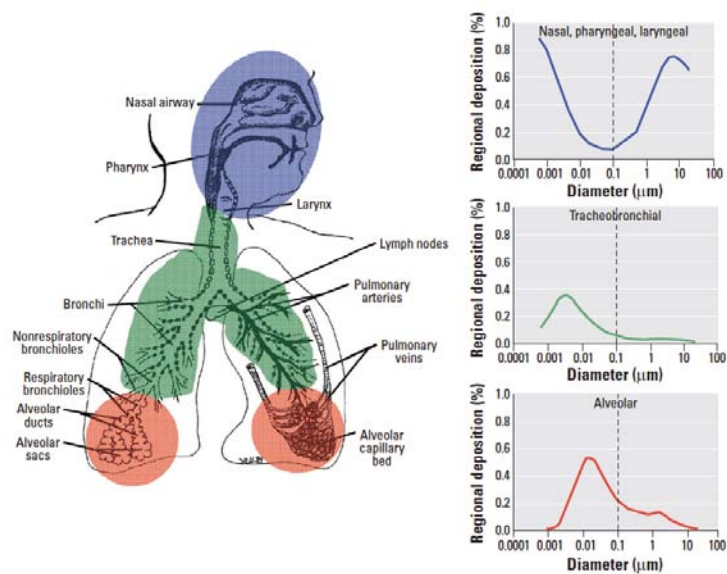 Nasal airway
Pharynx
Larynx
Trachea
Lymph nodes
Bronchi
Pulmonary
arteries
Nonrespiratory
bronchioles
Pulmonary
veins
Respiratory
bronchioles
Alveolar
ducts
Alveolar
sacs
Alveolar
capillary
bed
Regional deposition (%)
1.0
0.8
0.6
0.4
0.2
0.0
Nasal, pharyngeal, laryngeal
0.0001 0.001 0.01 0.1 1 10 100
Diameter (μm)
Regional deposition (%)
1.0
0.8
0.6
0.4
0.2
0.0
Tracheobronchial
0.0001 0.001 0.01 0.1 1 10 100
Diameter (μm)
Regional deposition (%)
1.0
0.8
0.6
0.4
0.2
0.0
Alveolar
0.0001 0.001 0.01 0.1 1 10 100
Diameter (μm)